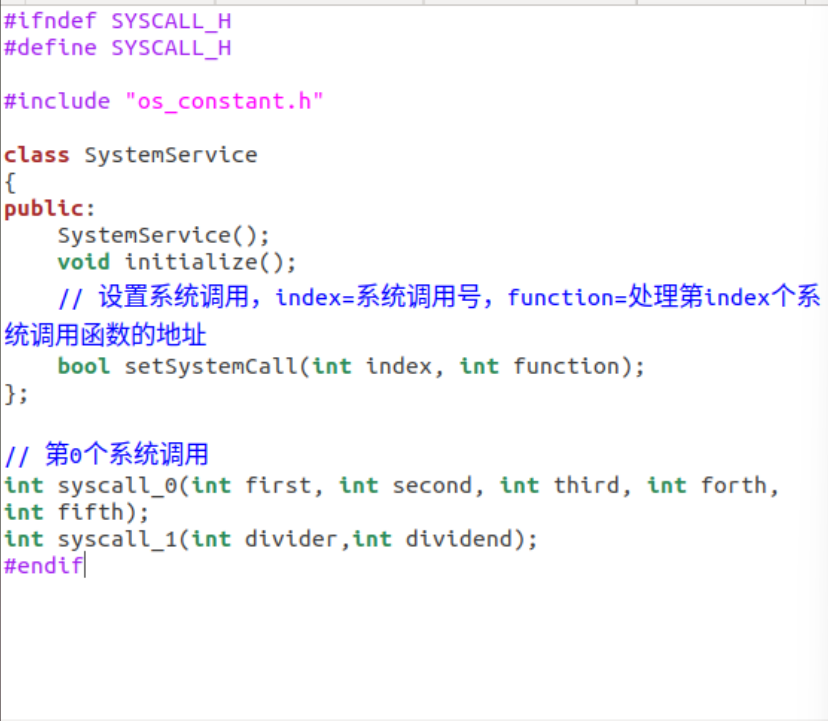 #ifndef SYSCALL_H
#define SYSCALL_H
#include "os_constant.h"
class SystemService
{
public:
    SystemService();
    void initialize();
    // 设置系统调用，index=系统调用号，function=处理第index个系
统调用函数的地址
    bool setSystemCall(int index, int function);
};
// 第0个系统调用
int syscall_0(int first, int second, int third, int forth,
int fifth);
int syscall_1(int divider,int dividend);
#endif